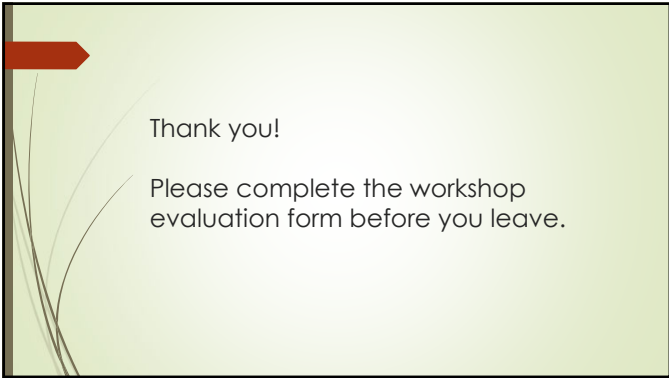 Thank you!
Please complete the workshop
evaluation form before you leave.